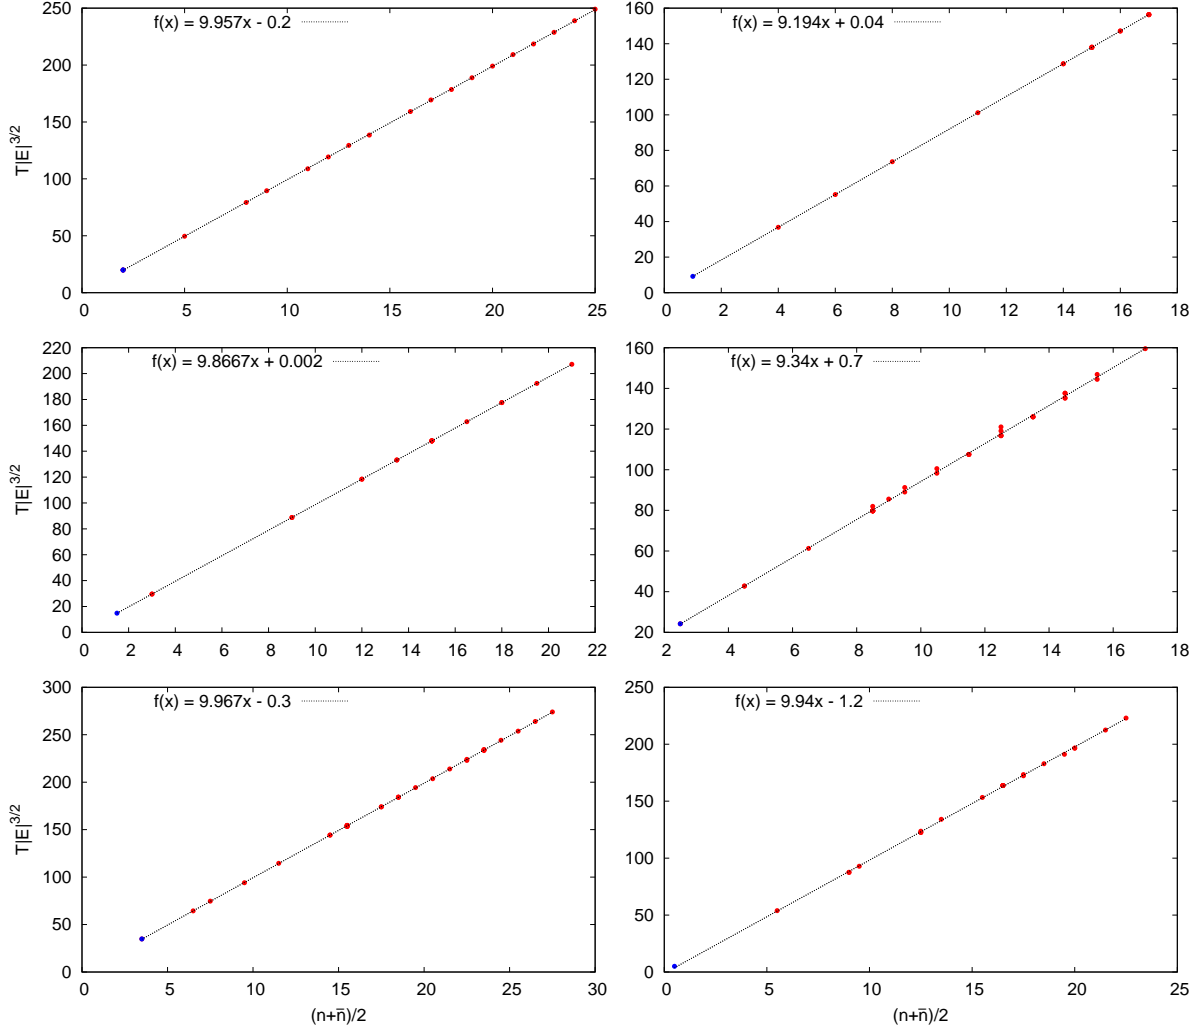 f(x) = 9.957x - 0.2
T|E|^3/2
250
200
150
100
50
0
0 5 10 15 20 25
f(x) = 9.194x + 0.04
160
140
120
100
80
60
40
20
0
0 2 4 6 8 10 12 14 16 18
f(x) = 9.8667x + 0.002
T|E|^3/2
220
200
180
160
140
120
100
80
60
40
20
0
0 2 4 6 8 10 12 14 16 18 20 22
f(x) = 9.34x + 0.7
160
140
120
100
80
60
40
20
2 4 6 8 10 12 14 16 18
f(x) = 9.967x - 0.3
T|E|^3/2
300
250
200
150
100
50
0
0 5 10 15 20 25 30
(n+n̄)/2
f(x) = 9.94x - 1.2
250
200
150
100
50
0
0 5 10 15 20 25
(n+n̄)/2